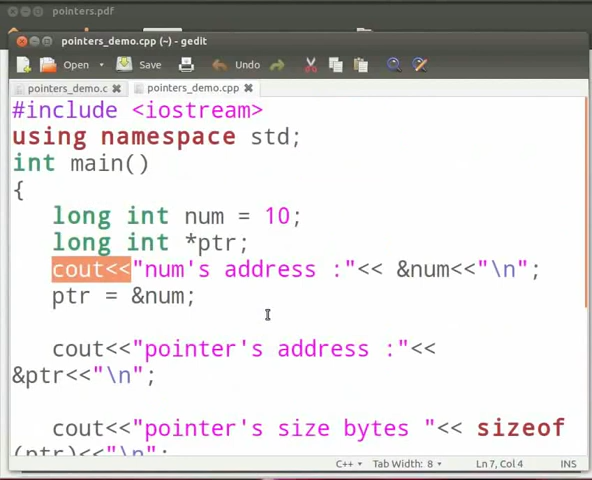 pointers.pdf
pointers_demo.cpp (~) - gedit
Open Save Undo
pointers_demo.c pointers_demo.cpp
#include <iostream>
using namespace std;
int main()
{
long int num = 10;
long int *ptr;
cout<<"num's address :"<< &num<<"\n";
ptr = &num;
cout<<"pointer's address :"<<
&ptr<<"\n";
cout<<"pointer's size bytes "<< sizeof
(ptr)<<"\n";
C++ Tab Width: 8 Ln 7, Col 4 INS